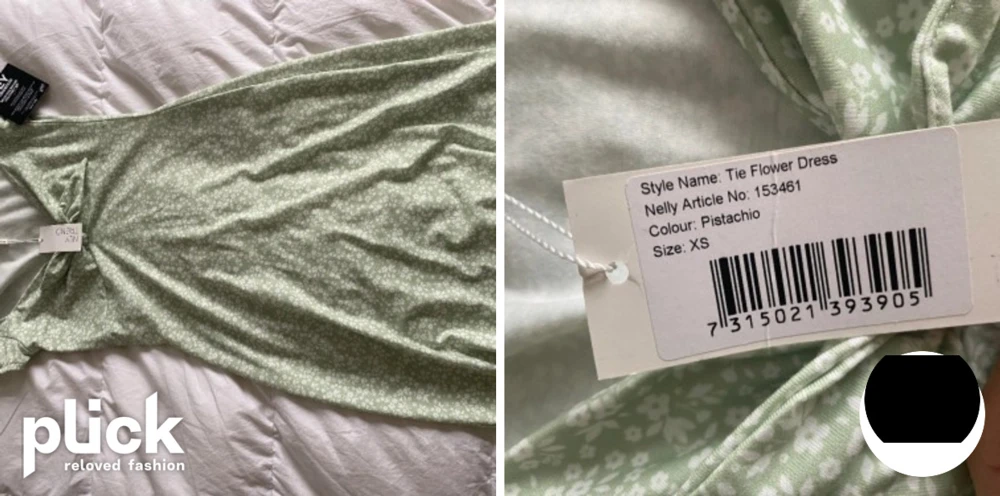 plick
reloved fashion
Style Name: Tie Flower Dress
Nelly Article No: 153461
Colour: Pistachio
Size: XS
7 315021 393905